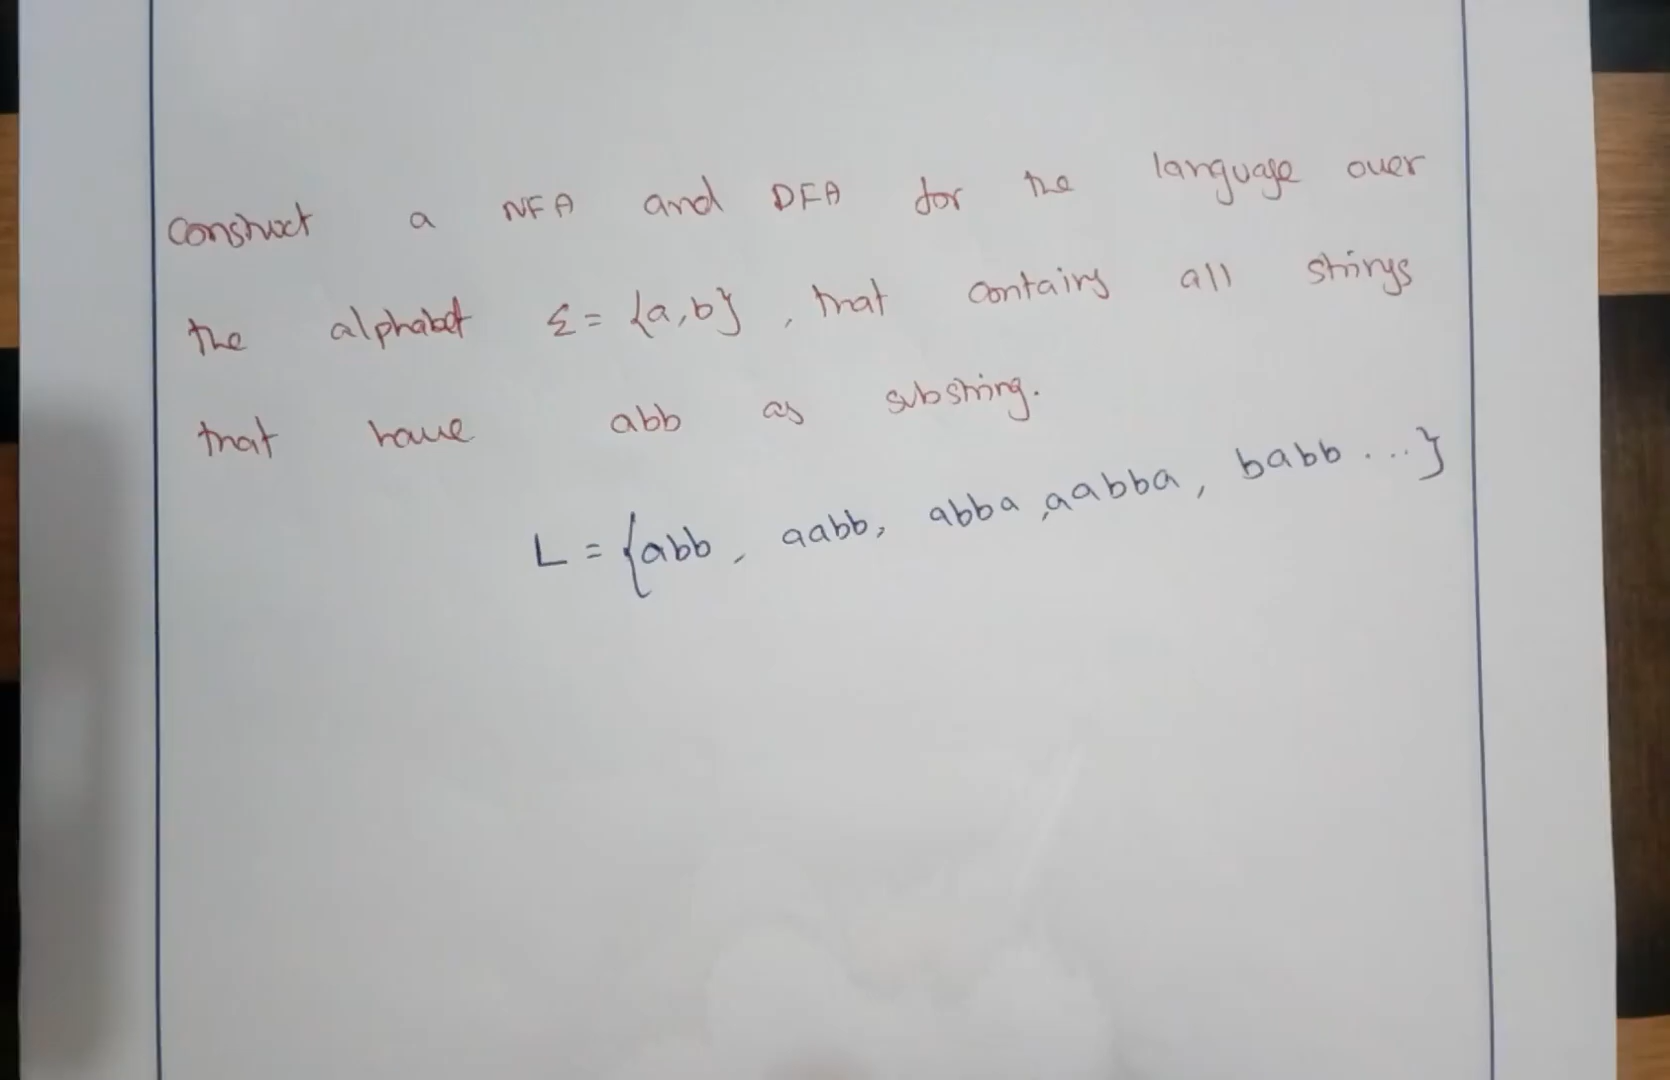 construct a NFA and DFA for the language over
the alphabet Σ = {a,b} , that contains all strings
that have abb as substring.
L = {abb, aabb, abba, aabba, babb ...}